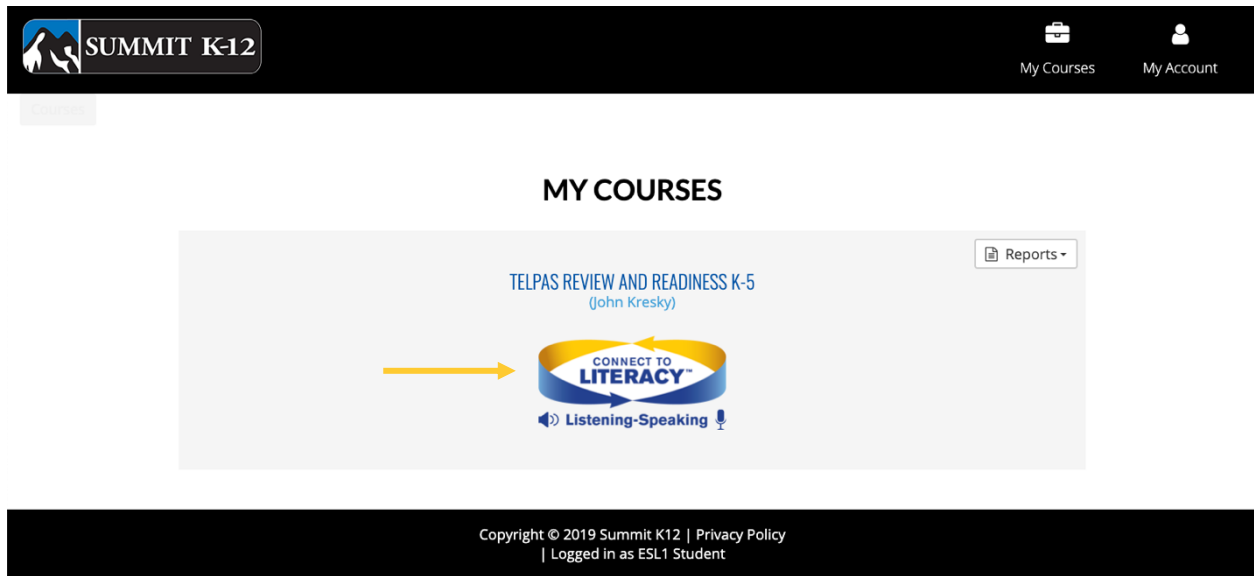 SUMMIT K-12
My Courses
My Account
Courses
MY COURSES
Reports
TELPAS REVIEW AND READINESS K-5
(John Kresky)
CONNECT TO
LITERACY™
Listening-Speaking
Copyright © 2019 Summit K12 | Privacy Policy
| Logged in as ESL1 Student